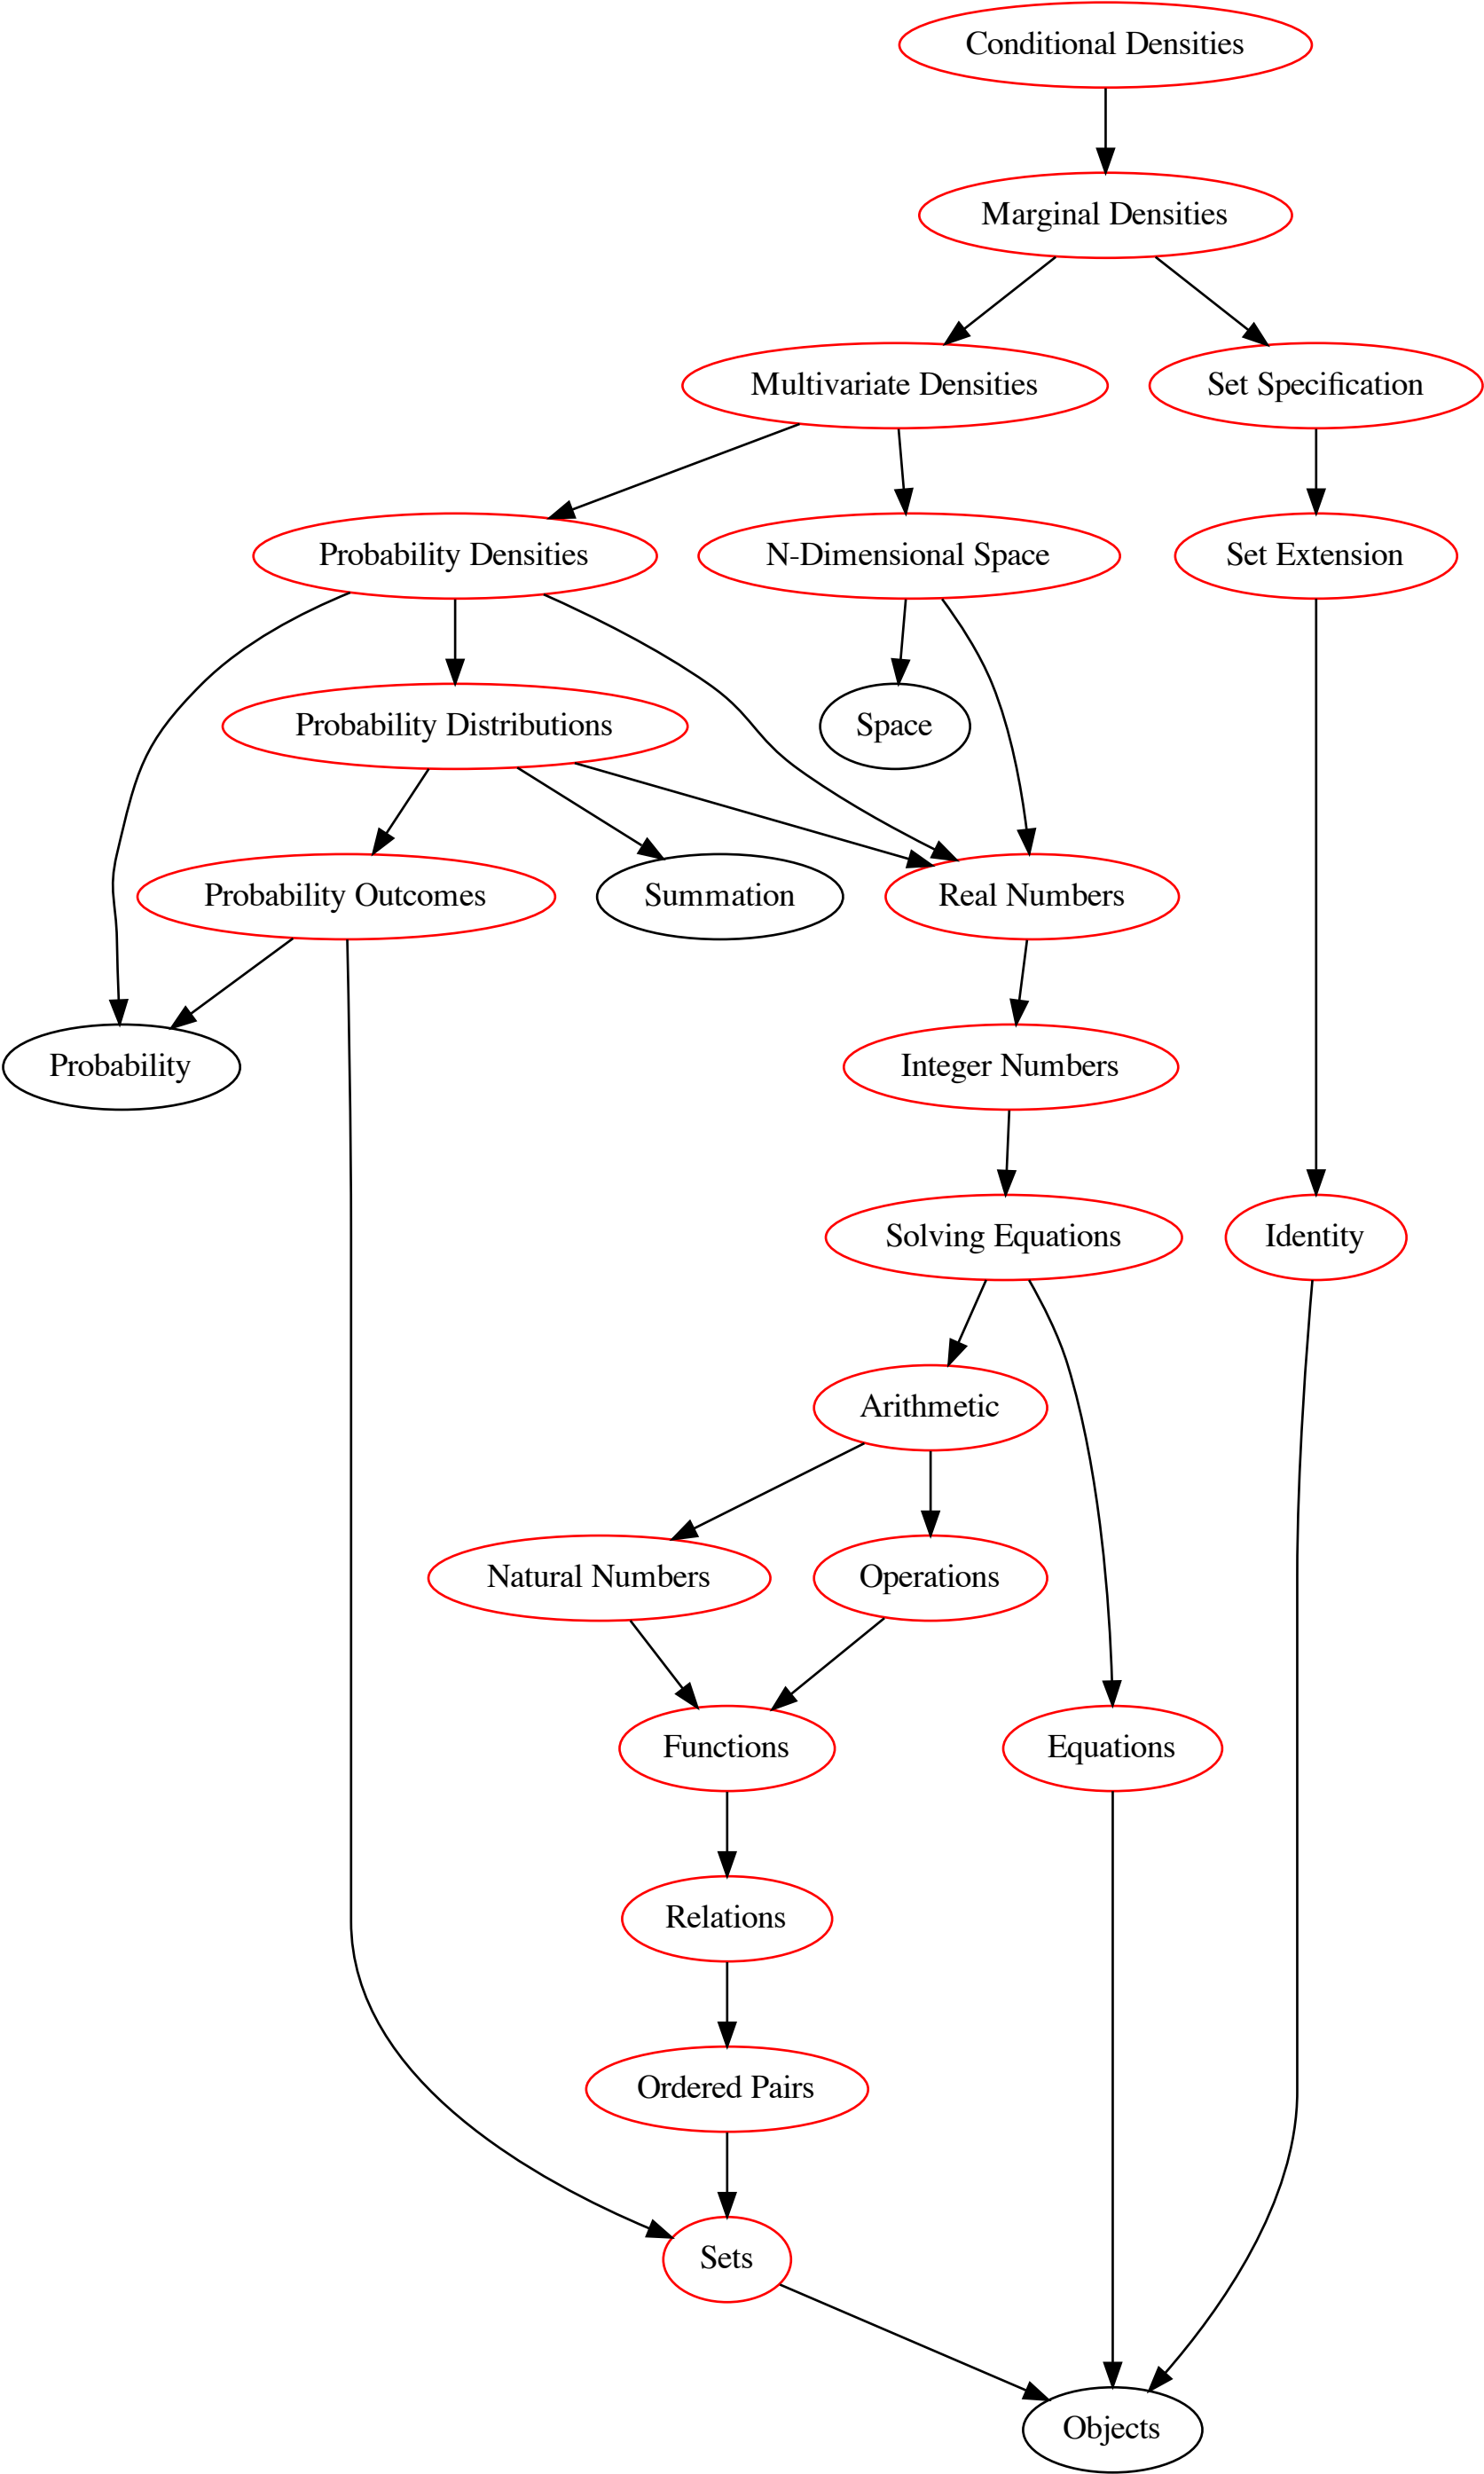 Conditional Densities
Marginal Densities
Multivariate Densities
Set Specification
Probability Densities
N-Dimensional Space
Set Extension
Probability Distributions
Space
Probability Outcomes
Summation
Real Numbers
Probability
Integer Numbers
Solving Equations
Identity
Arithmetic
Natural Numbers
Operations
Functions
Equations
Relations
Ordered Pairs
Sets
Objects